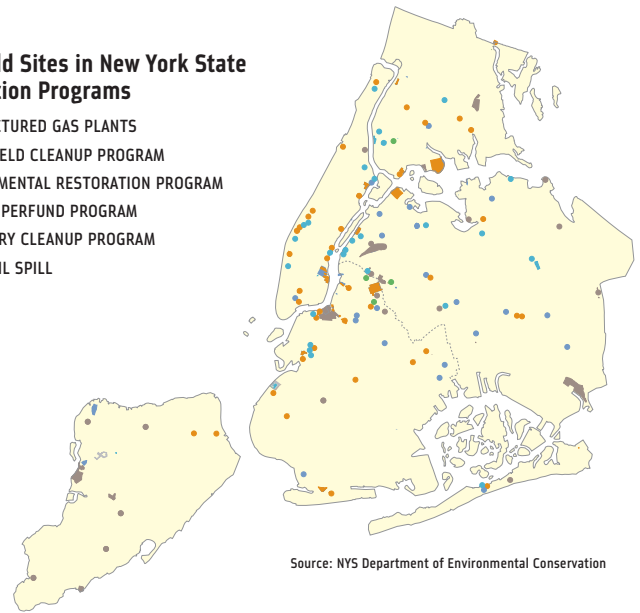 ld Sites in New York State
tion Programs
CTURED GAS PLANTS
ELD CLEANUP PROGRAM
MENTAL RESTORATION PROGRAM
PERFUND PROGRAM
RY CLEANUP PROGRAM
IL SPILL
Source: NYS Department of Environmental Conservation